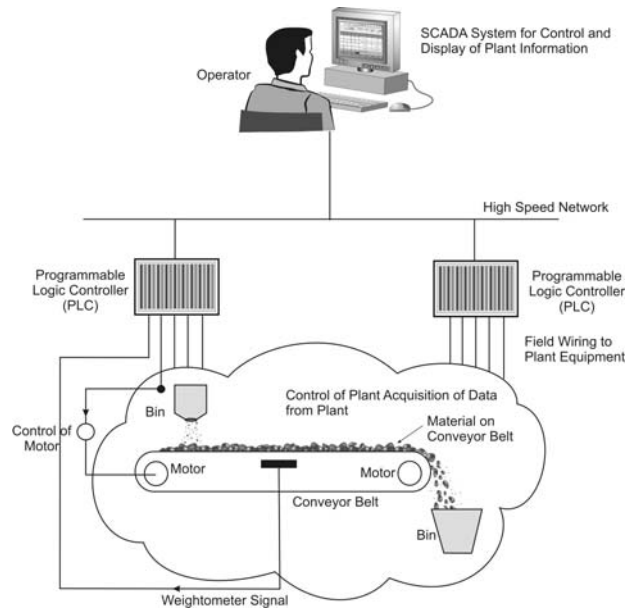 SCADA System for Control and
Display of Plant Information
Operator
High Speed Network
Programmable
Logic Controller
(PLC)
Programmable
Logic Controller
(PLC)
Field Wiring to
Plant Equipment
Bin
Control of Plant Acquisition of Data
from Plant
Material on
Conveyor Belt
Control of
Motor
Motor
Motor
Conveyor Belt
Bin
Weightometer Signal